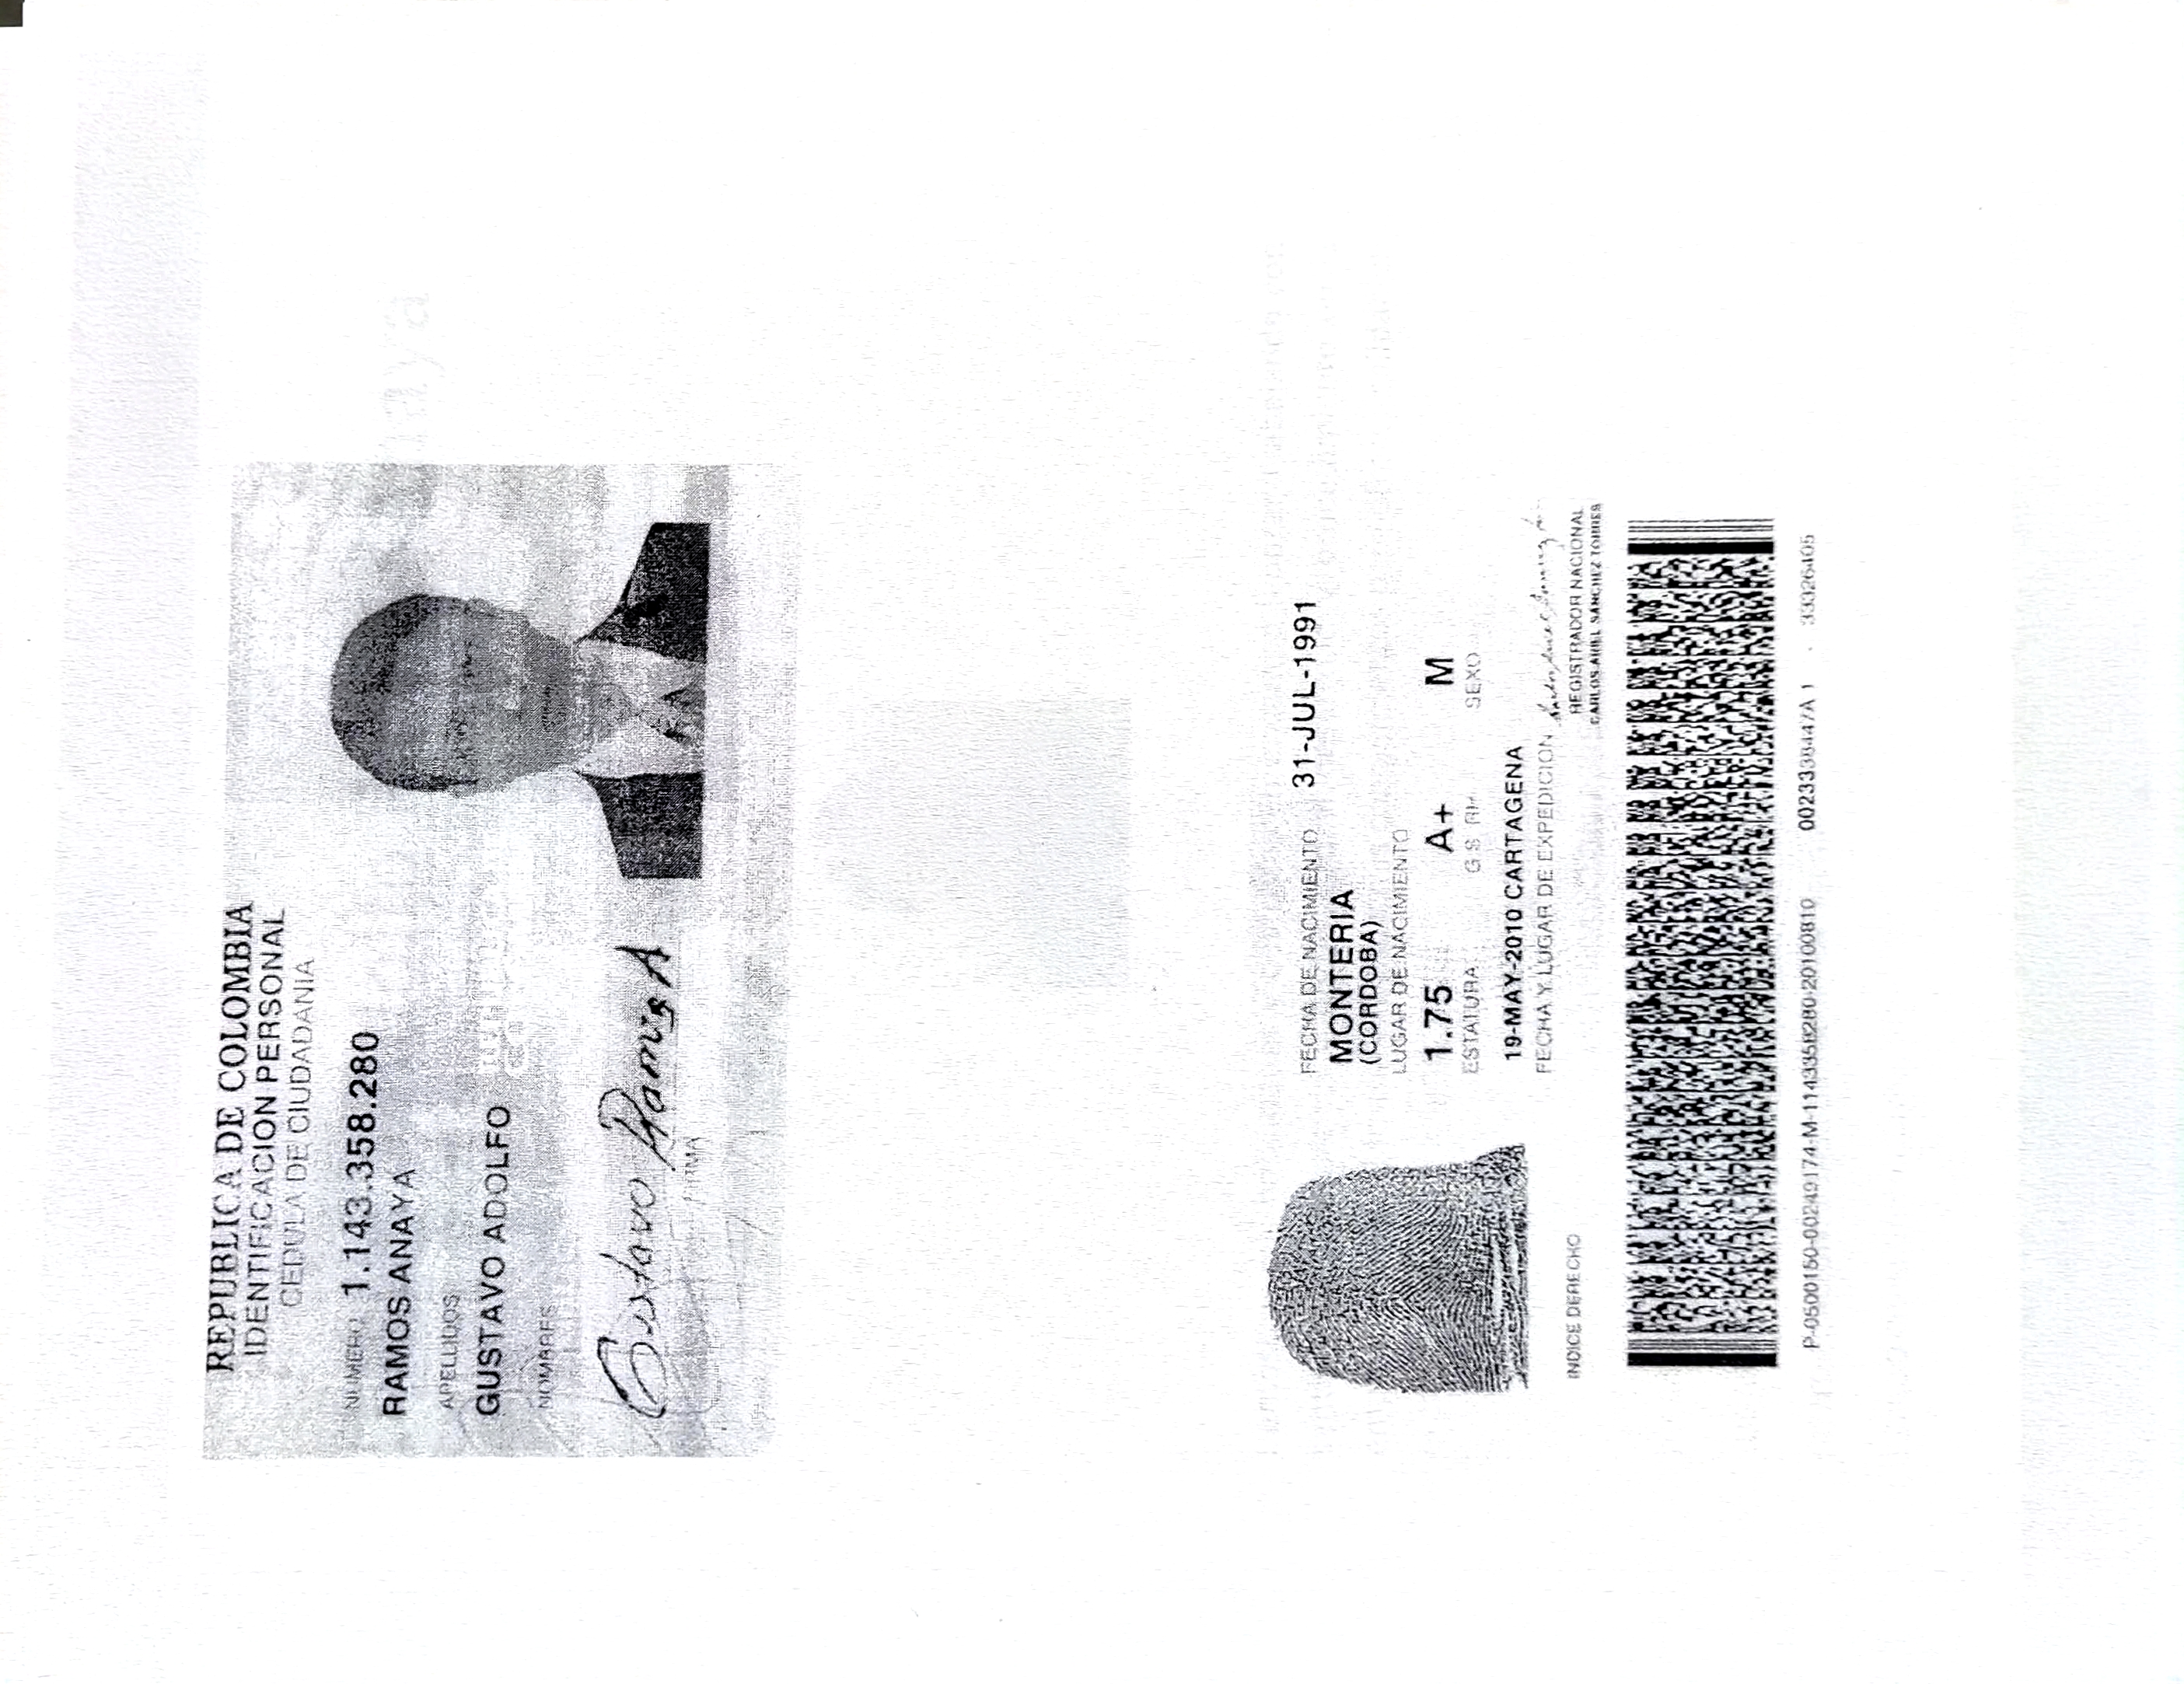 REPUBLICA DE COLOMBIA
IDENTIFICACION PERSONAL
CEDULA DE CIUDADANIA
NUMERO 1.143.358.280
RAMOS ANAYA
APELLIDOS
GUSTAVO ADOLFO
NOMBRES
Gustavo Ramos A
FIRMA
FECHA DE NACIMIENTO 31-JUL-1991
MONTERIA
(CORDOBA)
LUGAR DE NACIMIENTO
1.75 A+ M
ESTATURA G.S. RH SEXO
19-MAY-2010 CARTAGENA
FECHA Y LUGAR DE EXPEDICION
INDICE DERECHO
REGISTRADOR NACIONAL
CARLOS ARIEL SANCHEZ TORRES
P-0500150-00249174-M-1143358280-20100810 33326405